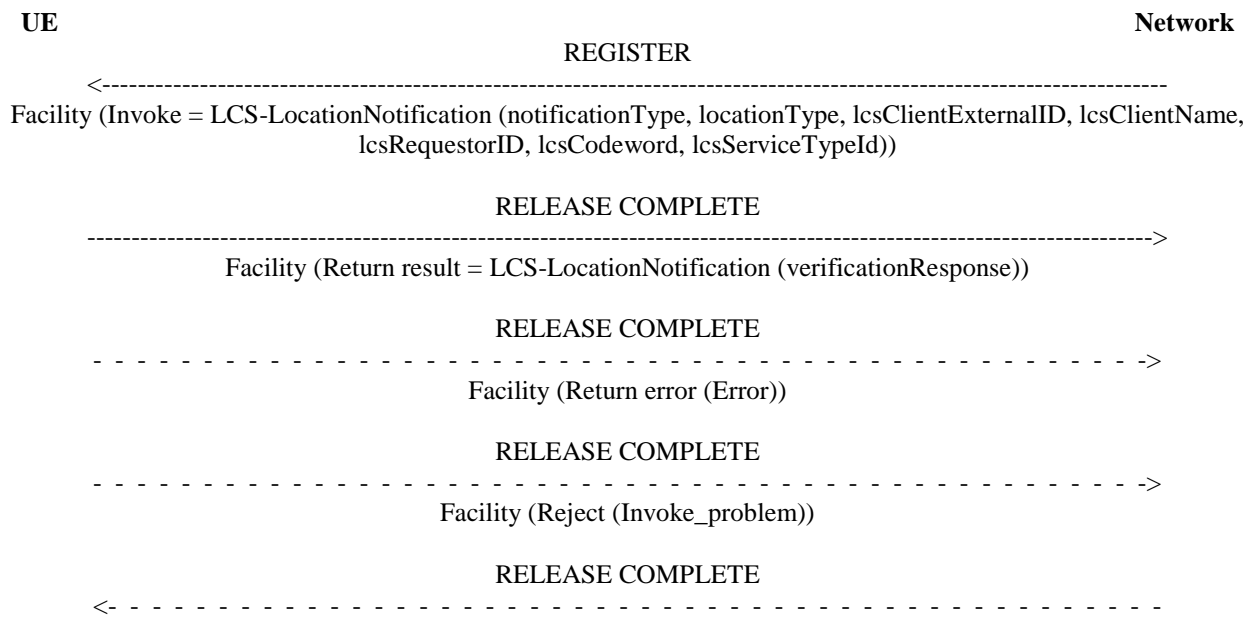 UE Network
REGISTER
<------------------------------------------------------------------------------------------------------------------------
Facility (Invoke = LCS-LocationNotification (notificationType, locationType, lcsClientExternalID, lcsClientName,
lcsRequestorID, lcsCodeword, lcsServiceTypeId))
RELEASE COMPLETE
------------------------------------------------------------------------------------------------------------------------>
Facility (Return result = LCS-LocationNotification (verificationResponse))
RELEASE COMPLETE
- - - - - - - - - - - - - - - - - - - - - - - - - - - - - - - - - - - - - - - - - - - - - - - ->
Facility (Return error (Error))
RELEASE COMPLETE
- - - - - - - - - - - - - - - - - - - - - - - - - - - - - - - - - - - - - - - - - - - - - - - ->
Facility (Reject (Invoke_problem))
RELEASE COMPLETE
<- - - - - - - - - - - - - - - - - - - - - - - - - - - - - - - - - - - - - - - - - - - - - - - -